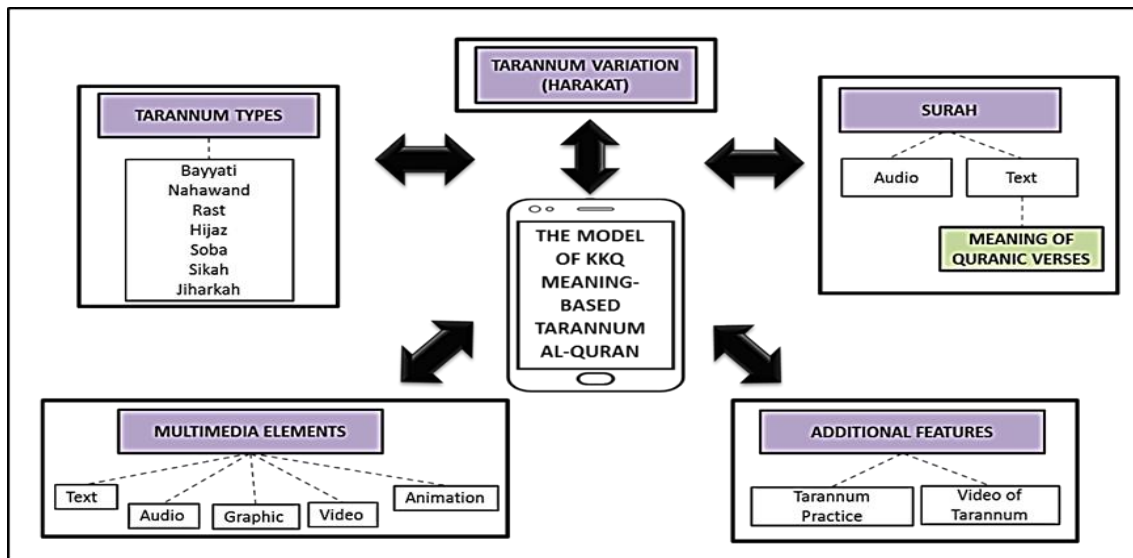 TARANNUM VARIATION
(HARAKAT)
TARANNUM TYPES
Bayyati
Nahawand
Rast
Hijaz
Soba
Sikah
Jiharkah
SURAH
Audio
Text
MEANING OF
QURANIC VERSES
THE MODEL
OF KKQ
MEANING-
BASED
TARANNUM
AL-QURAN
MULTIMEDIA ELEMENTS
Text
Audio
Graphic
Video
Animation
ADDITIONAL FEATURES
Tarannum
Practice
Video of
Tarannum